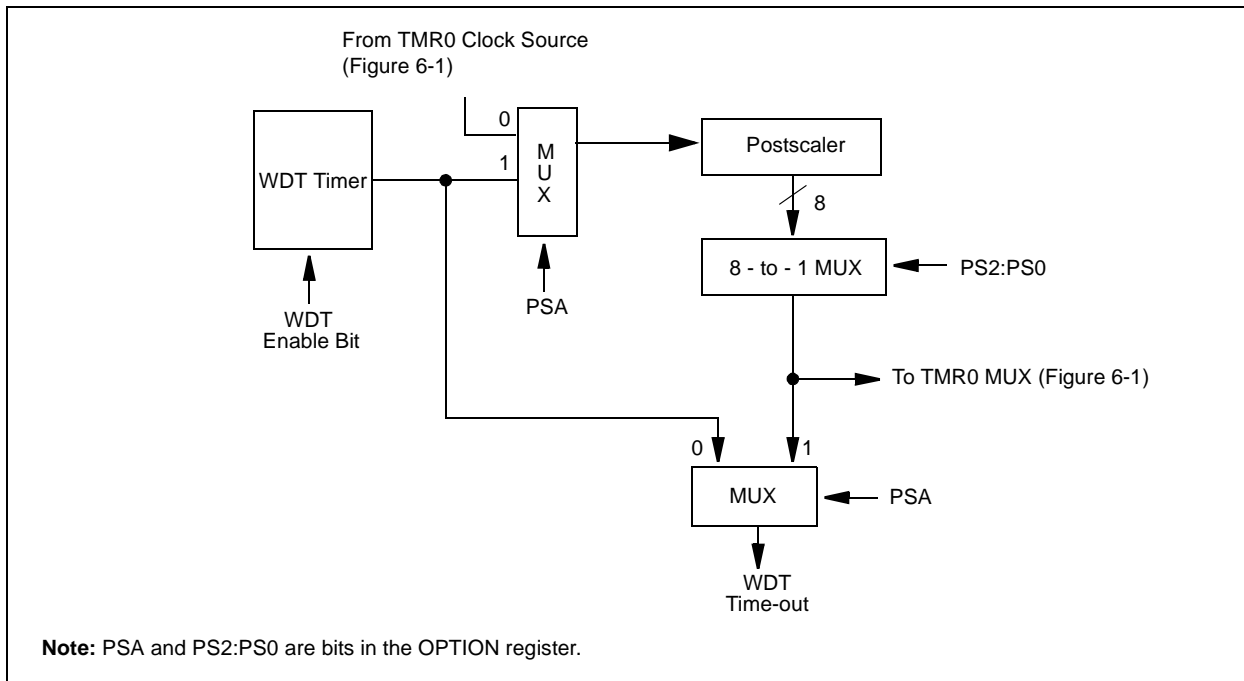 From TMR0 Clock Source
(Figure 6-1)
0
1
M
U
X
Postscaler
WDT Timer
8
8 - to - 1 MUX
PS2:PS0
PSA
WDT
Enable Bit
To TMR0 MUX (Figure 6-1)
0
1
MUX
PSA
WDT
Time-out
Note: PSA and PS2:PS0 are bits in the OPTION register.